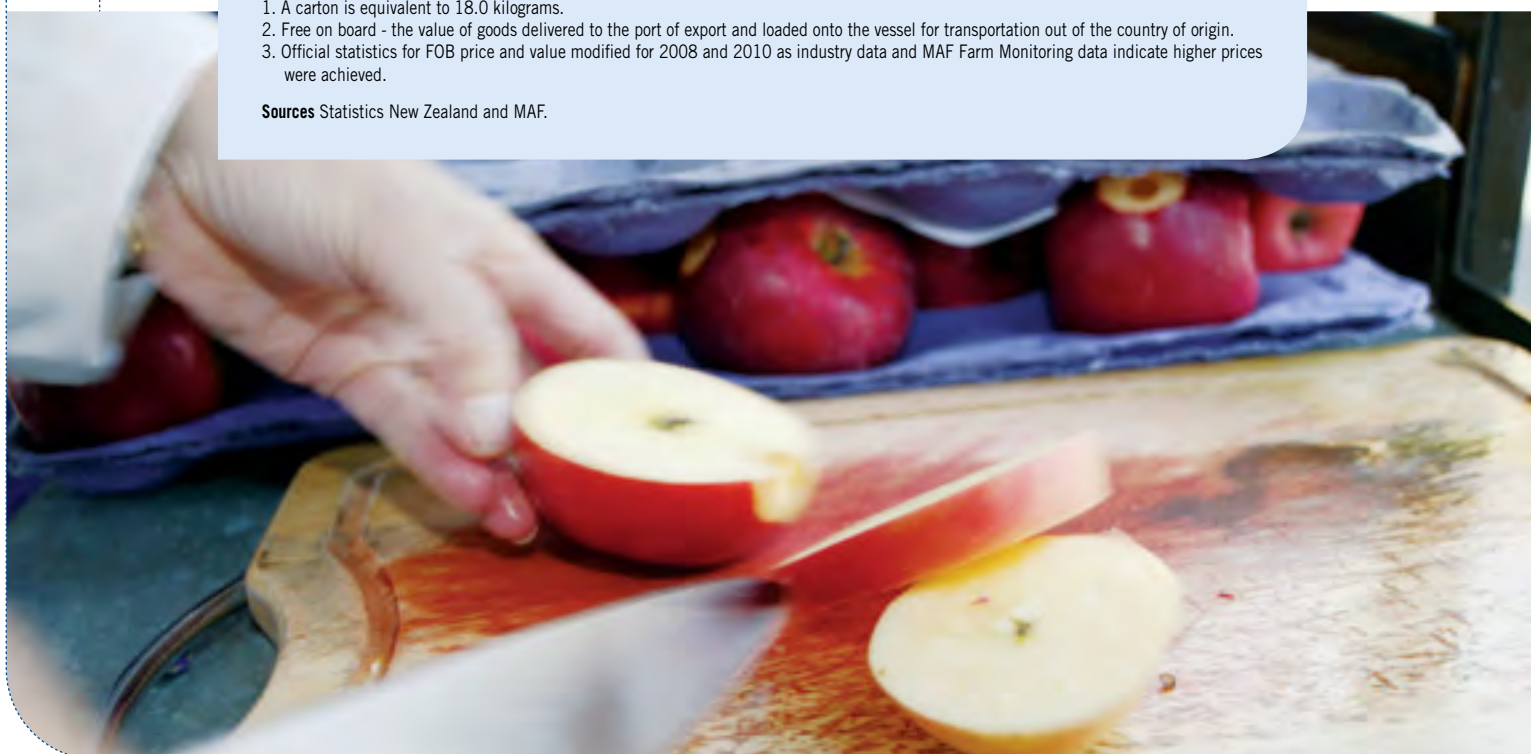 1. A carton is equivalent to 18.0 kilograms.
2. Free on board - the value of goods delivered to the port of export and loaded onto the vessel for transportation out of the country of origin.
3. Official statistics for FOB price and value modified for 2008 and 2010 as industry data and MAF Farm Monitoring data indicate higher prices
were achieved.
Sources Statistics New Zealand and MAF.